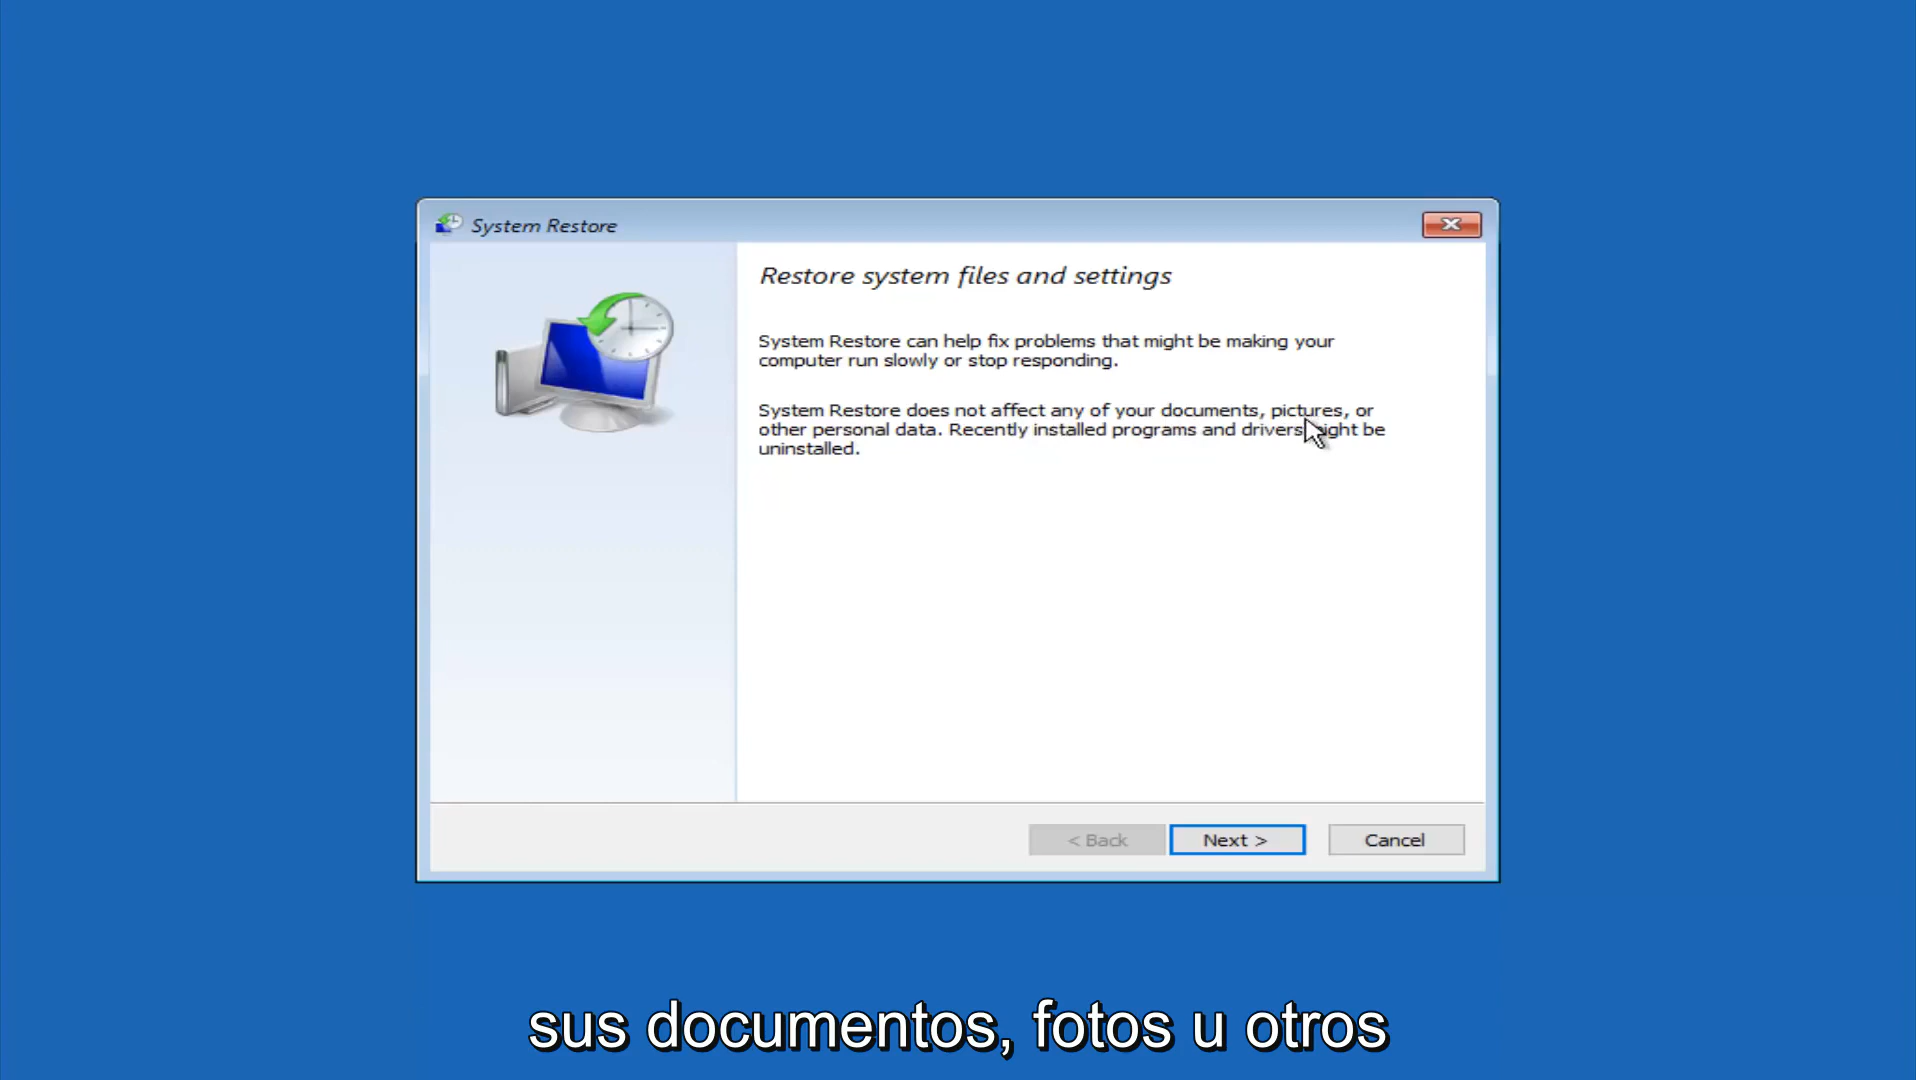 System Restore
Restore system files and settings
System Restore can help fix problems that might be making your
computer run slowly or stop responding.
System Restore does not affect any of your documents, pictures, or
other personal data. Recently installed programs and drivers might be
uninstalled.
< Back
Next >
Cancel
sus documentos, fotos u otros